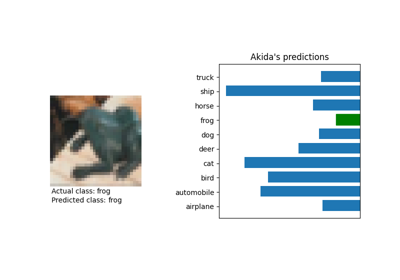 Akida's predictions
truck
ship
horse
frog
dog
deer
cat
bird
automobile
airplane
Actual class: frog
Predicted class: frog